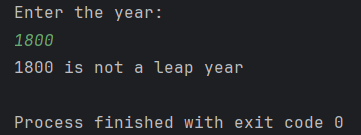 Enter the year:
1800
1800 is not a leap year
Process finished with exit code 0